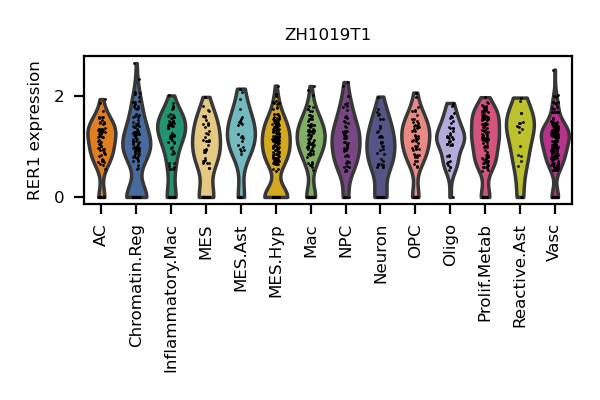 ZH1019T1
RER1 expression
2
0
AC
Chromatin.Reg
Inflammatory.Mac
MES
MES.Ast
MES.Hyp
Mac
NPC
Neuron
OPC
Oligo
Prolif.Metab
Reactive.Ast
Vasc